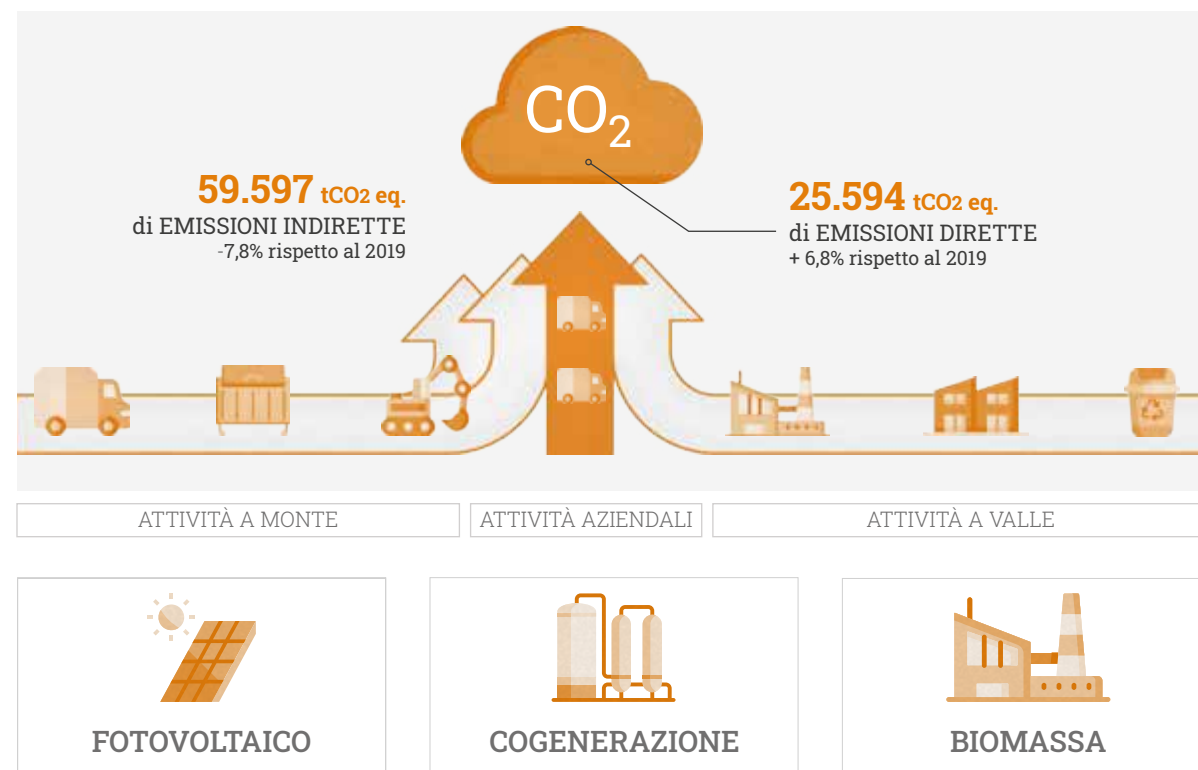 CO₂
59.597 tCO2 eq.
di EMISSIONI INDIRETTE
-7,8% rispetto al 2019
25.594 tCO2 eq.
di EMISSIONI DIRETTE
+ 6,8% rispetto al 2019
ATTIVITÀ A MONTE
ATTIVITÀ AZIENDALI
ATTIVITÀ A VALLE
FOTOVOLTAICO
COGENERAZIONE
BIOMASSA